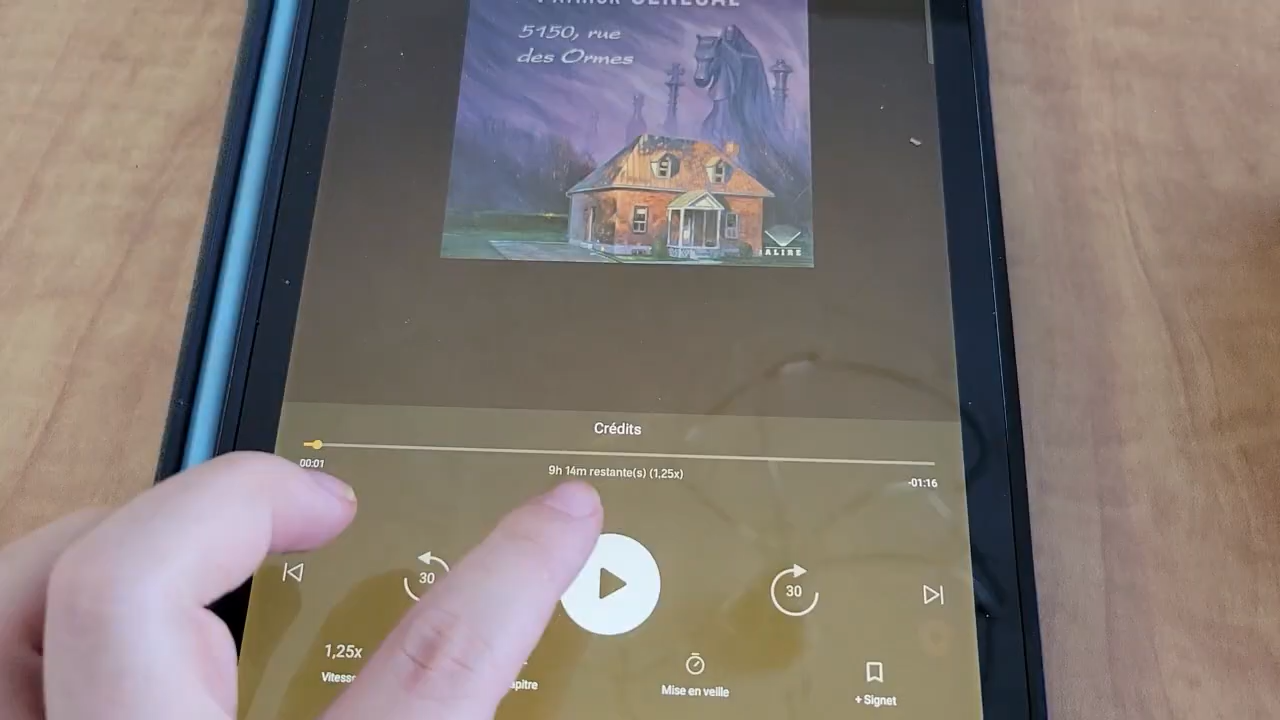 5150, rue
des Ormes
ALIRE
Crédits
00:01
9h 14m restante(s) (1,25x)
-01:16
30
30
1,25x
Mise en veille
+ Signet